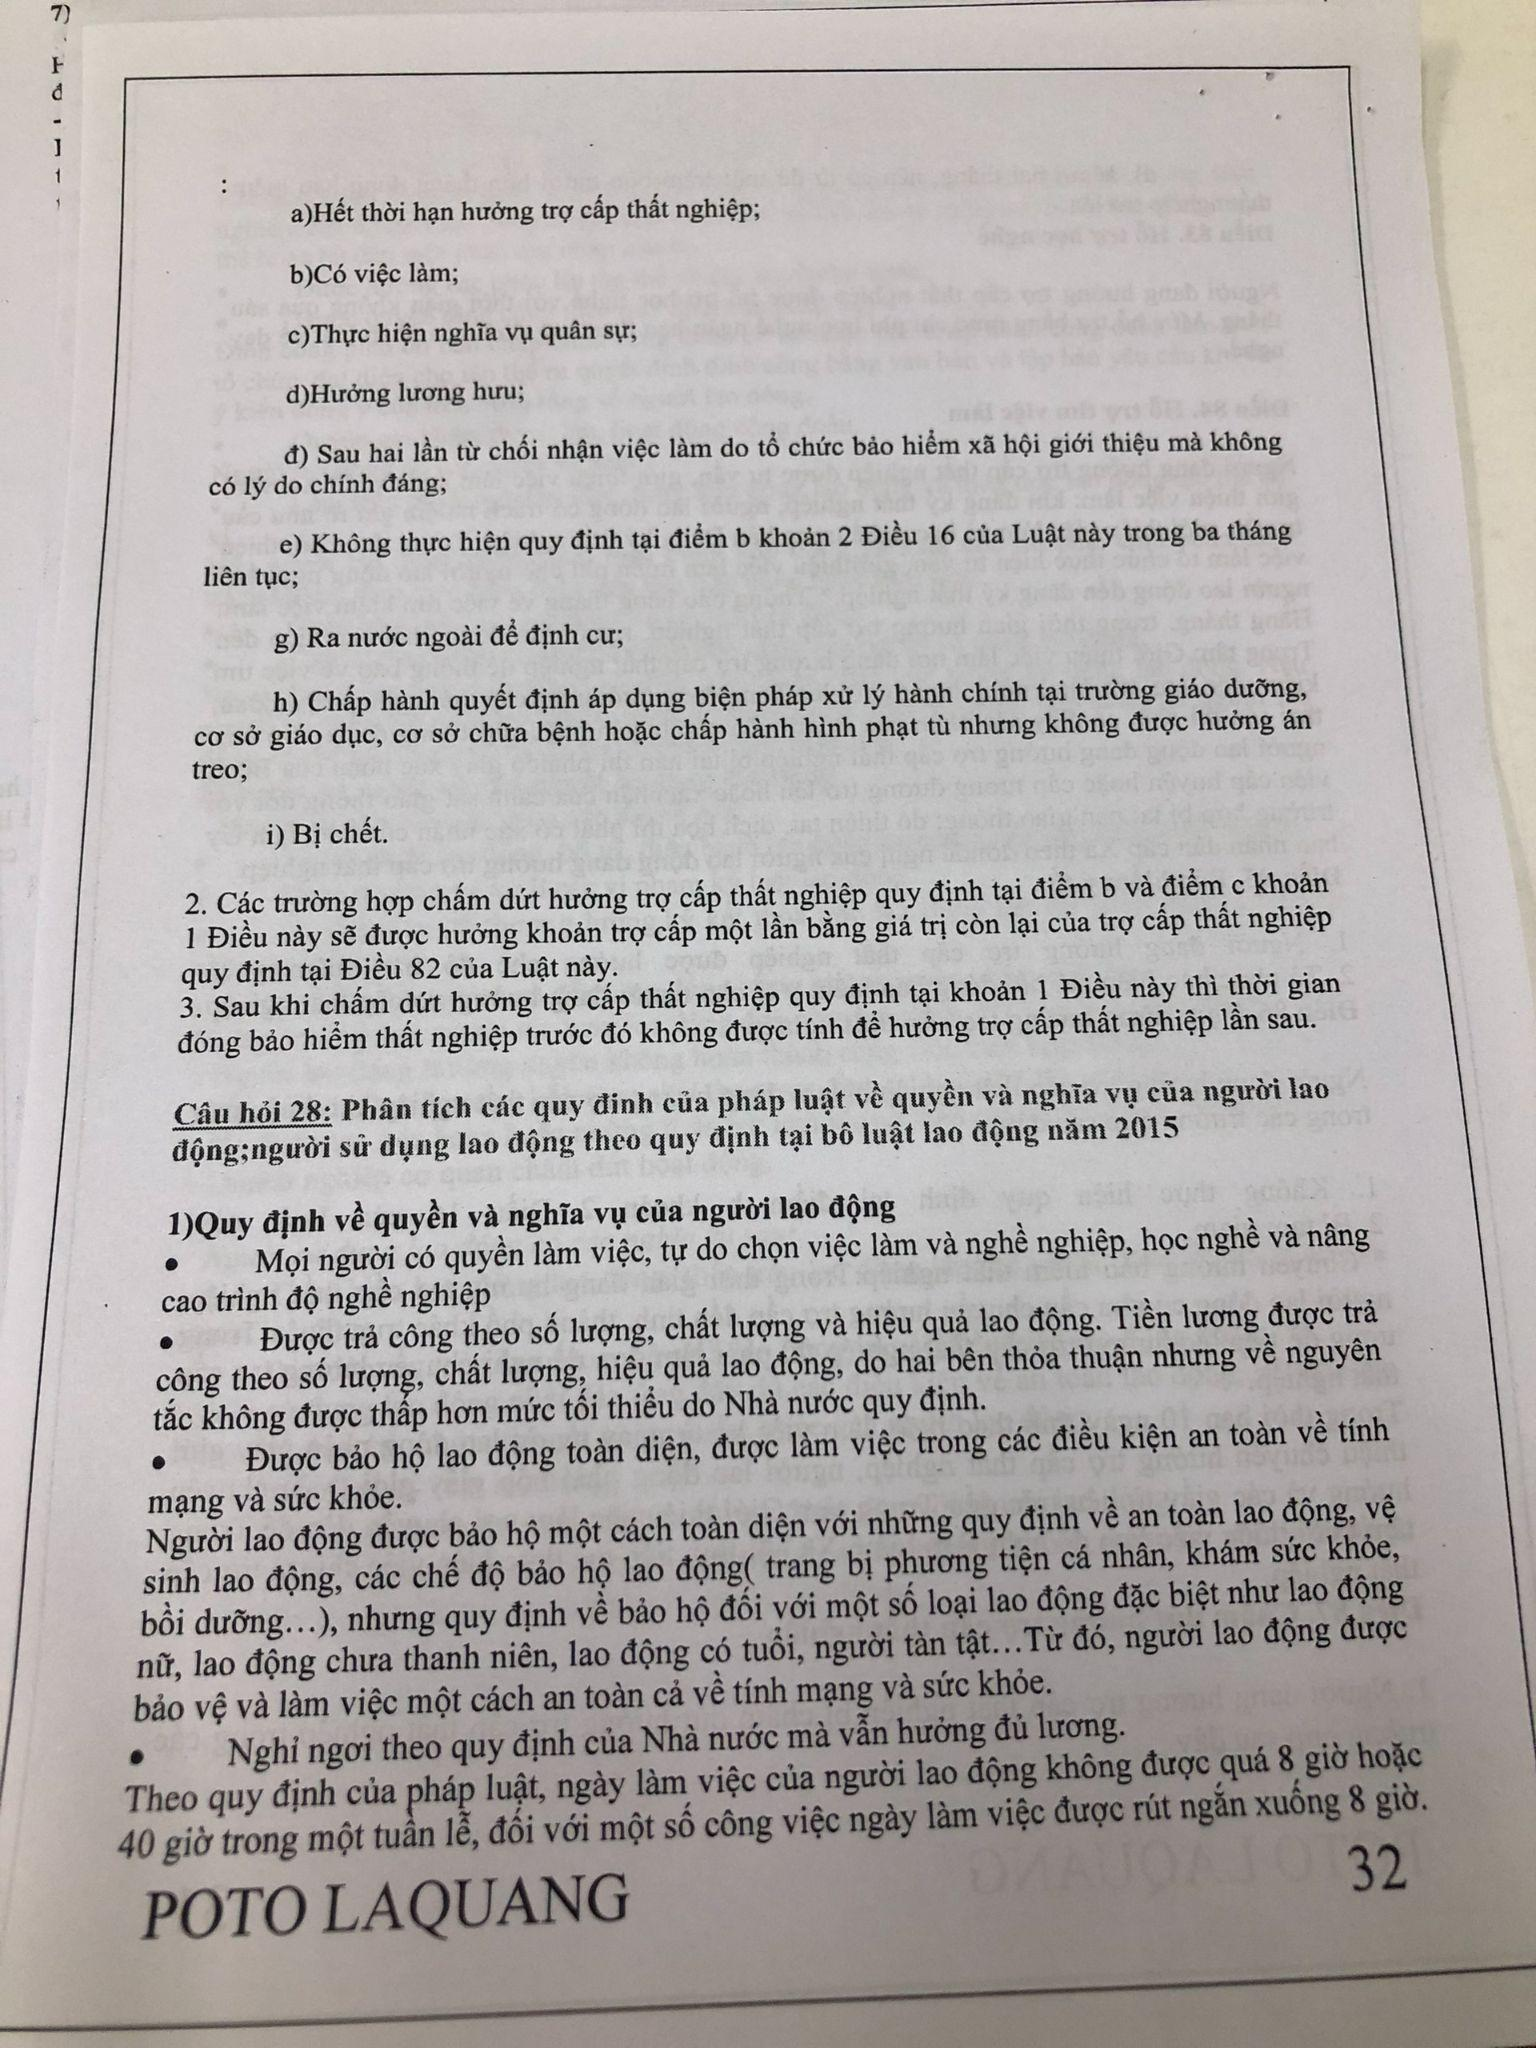 7)
H
đ
-
:
a)Hết thời hạn hưởng trợ cấp thất nghiệp;
b)Có việc làm;
c)Thực hiện nghĩa vụ quân sự;
d)Hưởng lương hưu;
đ) Sau hai lần từ chối nhận việc làm do tổ chức bảo hiểm xã hội giới thiệu mà không
có lý do chính đáng;
e) Không thực hiện quy định tại điểm b khoản 2 Điều 16 của Luật này trong ba tháng
liên tục;
g) Ra nước ngoài để định cư;
h) Chấp hành quyết định áp dụng biện pháp xử lý hành chính tại trường giáo dưỡng,
cơ sở giáo dục, cơ sở chữa bệnh hoặc chấp hành hình phạt tù nhưng không được hưởng án
treo;
i) Bị chết.
2. Các trường hợp chấm dứt hưởng trợ cấp thất nghiệp quy định tại điểm b và điểm c khoản
1 Điều này sẽ được hưởng khoản trợ cấp một lần bằng giá trị còn lại của trợ cấp thất nghiệp
quy định tại Điều 82 của Luật này.
3. Sau khi chấm dứt hưởng trợ cấp thất nghiệp quy định tại khoản 1 Điều này thì thời gian
đóng bảo hiểm thất nghiệp trước đó không được tính để hưởng trợ cấp thất nghiệp lần sau.
Câu hỏi 28: Phân tích các quy đinh của pháp luật về quyền và nghĩa vụ của người lao
động;người sử dụng lao động theo quy định tại bô luật lao động năm 2015
1)Quy định về quyền và nghĩa vụ của người lao động
• Mọi người có quyền làm việc, tự do chọn việc làm và nghề nghiệp, học nghề và nâng
cao trình độ nghề nghiệp
• Được trả công theo số lượng, chất lượng và hiệu quả lao động. Tiền lương được trả
công theo số lượng, chất lượng, hiệu quả lao động, do hai bên thỏa thuận nhưng về nguyên
tắc không được thấp hơn mức tối thiểu do Nhà nước quy định.
• Được bảo hộ lao động toàn diện, được làm việc trong các điều kiện an toàn về tính
mạng và sức khỏe.
Người lao động được bảo hộ một cách toàn diện với những quy định về an toàn lao động, vệ
sinh lao động, các chế độ bảo hộ lao động( trang bị phương tiện cá nhân, khám sức khỏe,
bồi dưỡng…), nhưng quy định về bảo hộ đối với một số loại lao động đặc biệt như lao động
nữ, lao động chưa thanh niên, lao động có tuổi, người tàn tật…Từ đó, người lao động được
bảo vệ và làm việc một cách an toàn cả về tính mạng và sức khỏe.
• Nghỉ ngơi theo quy định của Nhà nước mà vẫn hưởng đủ lương.
Theo quy định của pháp luật, ngày làm việc của người lao động không được quá 8 giờ hoặc
40 giờ trong một tuần lễ, đối với một số công việc ngày làm việc được rút ngắn xuống 8 giờ.
POTO LAQUANG
32